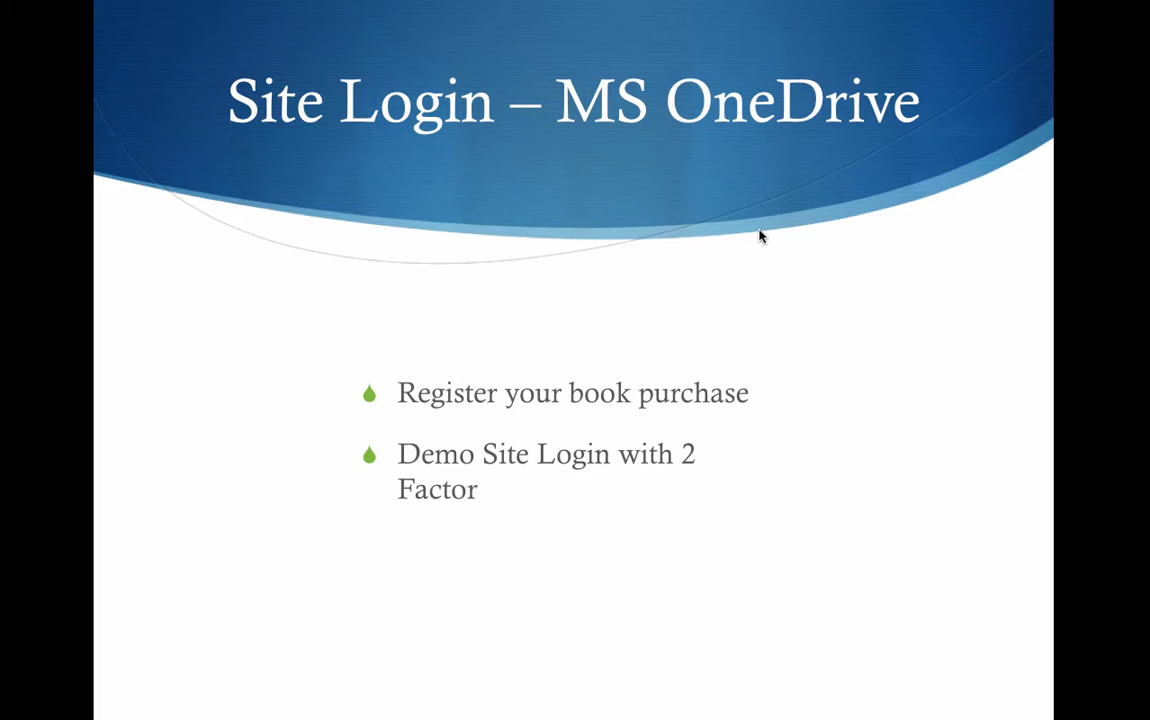 Site Login – MS OneDrive
Register your book purchase
Demo Site Login with 2
Factor